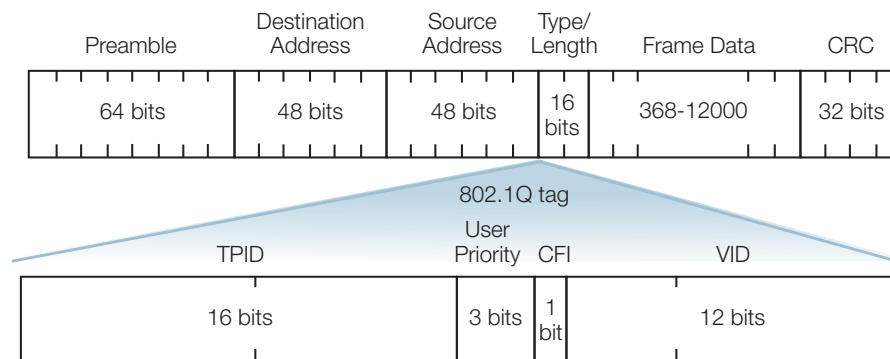 Preamble
Destination
Address
Source
Address
Type/
Length
Frame Data
CRC
64 bits
48 bits
48 bits
16
bits
368-12000
32 bits
802.1Q tag
TPID
User
Priority
CFI
VID
16 bits
3 bits
1
bit
12 bits